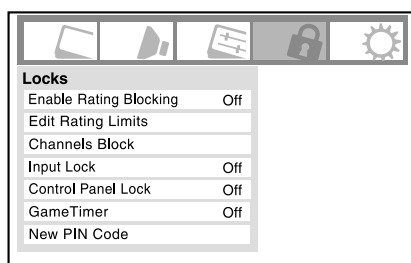 Locks
Enable Rating Blocking Off
Edit Rating Limits
Channels Block
Input Lock Off
Control Panel Lock Off
GameTimer Off
New PIN Code